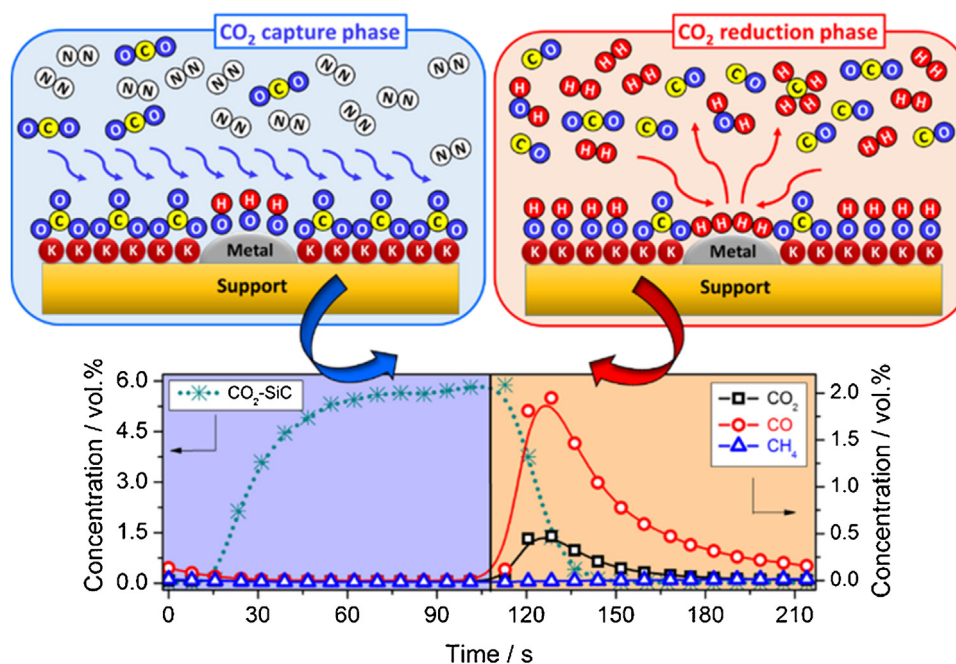 CO₂ capture phase
CO₂ reduction phase
N N
O C O
N N
N N
N N
N N
N N
O C O
N N
N N
O C O
O C O
N N
N N
N N
N N
O O O H H H O O O
O C O O C O O C O O O O O C O O C O O C O
K K K K K K Metal K K K K K K
Support
C O
H H
H H
H H
C O
C O
H
H C H
H
O C O
H H
H
O H
O C O
C O
H O H
C O
H H
C O
C O
H H
H H
C O
H H H H H O O H H H H H
O O O O O O C O H H H H O C O O O O O O
K K K K K K Metal K K K K K K
Support
6.0
4.5
3.0
1.5
0.0
Concentration / vol.%
CO₂-SiC
CO₂
CO
CH₄
2.0
1.5
1.0
0.5
0.0
Concentration / vol.%
0 30 60 90 120 150 180 210
Time / s